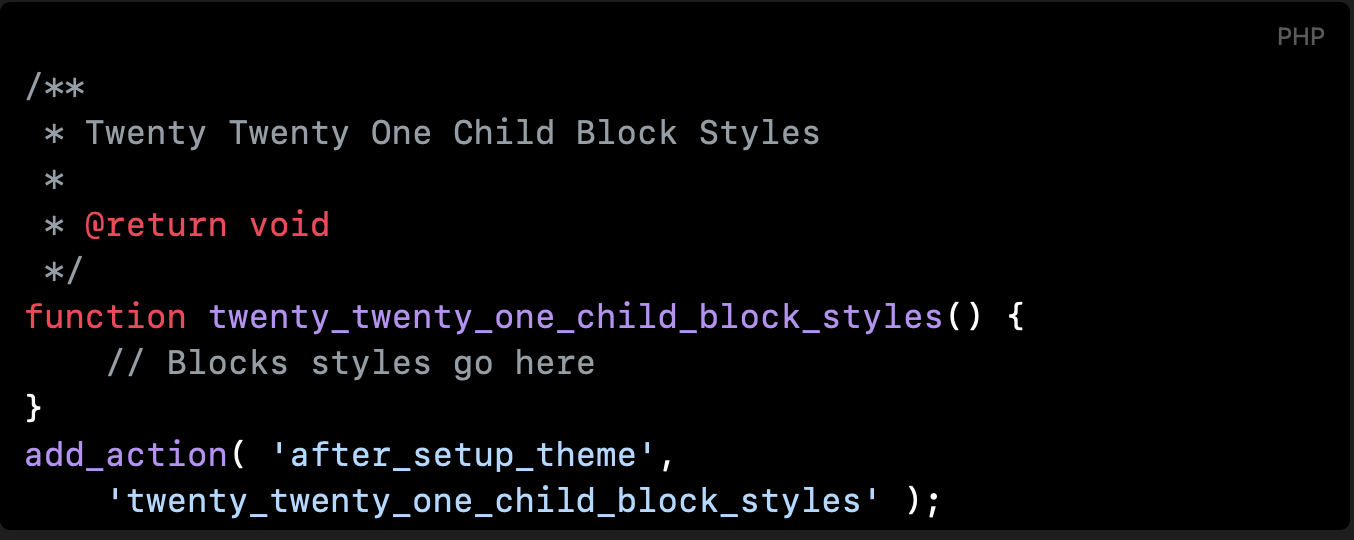 PHP
/**
 * Twenty Twenty One Child Block Styles
 *
 * @return void
 */
function twenty_twenty_one_child_block_styles() {
    // Blocks styles go here
}
add_action( 'after_setup_theme',
    'twenty_twenty_one_child_block_styles' );